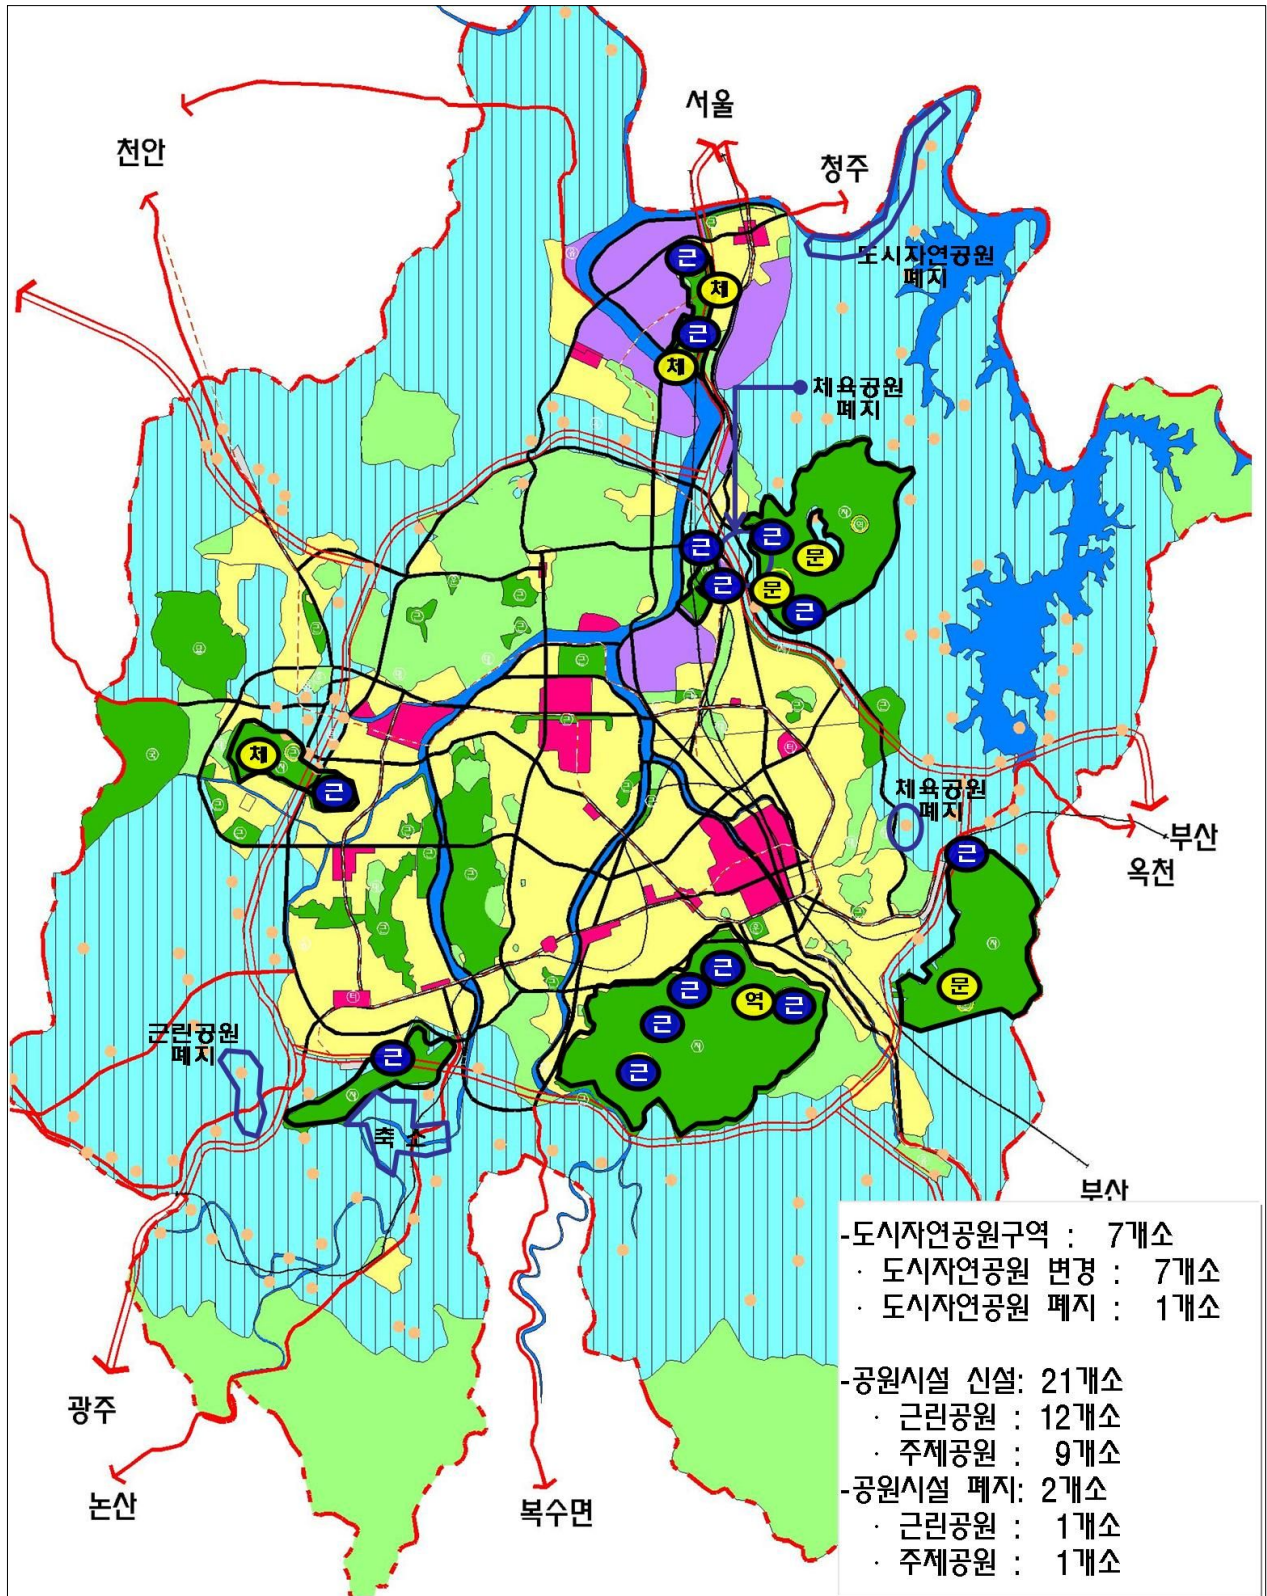 서울
천안
청주
근
체
도시자연공원
폐지
근
체
체육공원
폐지
근
근
문
근
문
근
체
근
체육공원
폐지
부산
옥천
근
근
근
역
근
문
근
근린공원
폐지
근
근
축 소
부산
-도시자연공원구역 : 7개소
· 도시자연공원 변경 : 7개소
· 도시자연공원 폐지 : 1개소
-공원시설 신설: 21개소
· 근린공원 : 12개소
· 주제공원 : 9개소
-공원시설 폐지: 2개소
· 근린공원 : 1개소
· 주제공원 : 1개소
광주
논산
복수면